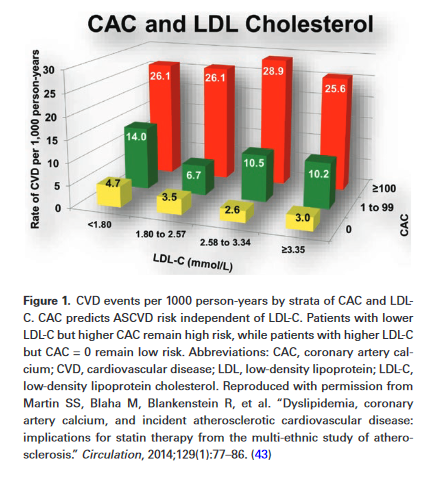 CAC and LDL Cholesterol
Rate of CVD per 1,000 person-years
30
25
20
15
10
5
0
26.1
26.1
28.9
25.6
14.0
6.7
10.5
10.2
4.7
3.5
2.6
3.0
<1.80
1.80 to 2.57
2.58 to 3.34
≥3.35
LDL-C (mmol/L)
≥100
1 to 99
0
CAC
Figure 1. CVD events per 1000 person-years by strata of CAC and LDL-
C. CAC predicts ASCVD risk independent of LDL-C. Patients with lower
LDL-C but higher CAC remain high risk, while patients with higher LDL-C
but CAC = 0 remain low risk. Abbreviations: CAC, coronary artery cal-
cium; CVD, cardiovascular disease; LDL, low-density lipoprotein; LDL-C,
low-density lipoprotein cholesterol. Reproduced with permission from
Martin SS, Blaha M, Blankenstein R, et al. “Dyslipidemia, coronary
artery calcium, and incident atherosclerotic cardiovascular disease:
implications for statin therapy from the multi-ethnic study of athero-
sclerosis.” Circulation, 2014;129(1):77–86. (43)